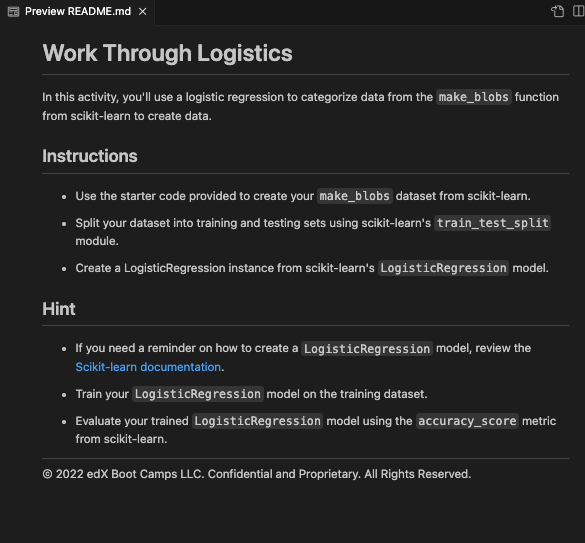 Preview README.md
Work Through Logistics
In this activity, you'll use a logistic regression to categorize data from the make_blobs function
from scikit-learn to create data.
Instructions
• Use the starter code provided to create your make_blobs dataset from scikit-learn.
• Split your dataset into training and testing sets using scikit-learn's train_test_split
module.
• Create a LogisticRegression instance from scikit-learn's LogisticRegression model.
Hint
• If you need a reminder on how to create a LogisticRegression model, review the
Scikit-learn documentation.
• Train your LogisticRegression model on the training dataset.
• Evaluate your trained LogisticRegression model using the accuracy_score metric
from scikit-learn.
© 2022 edX Boot Camps LLC. Confidential and Proprietary. All Rights Reserved.